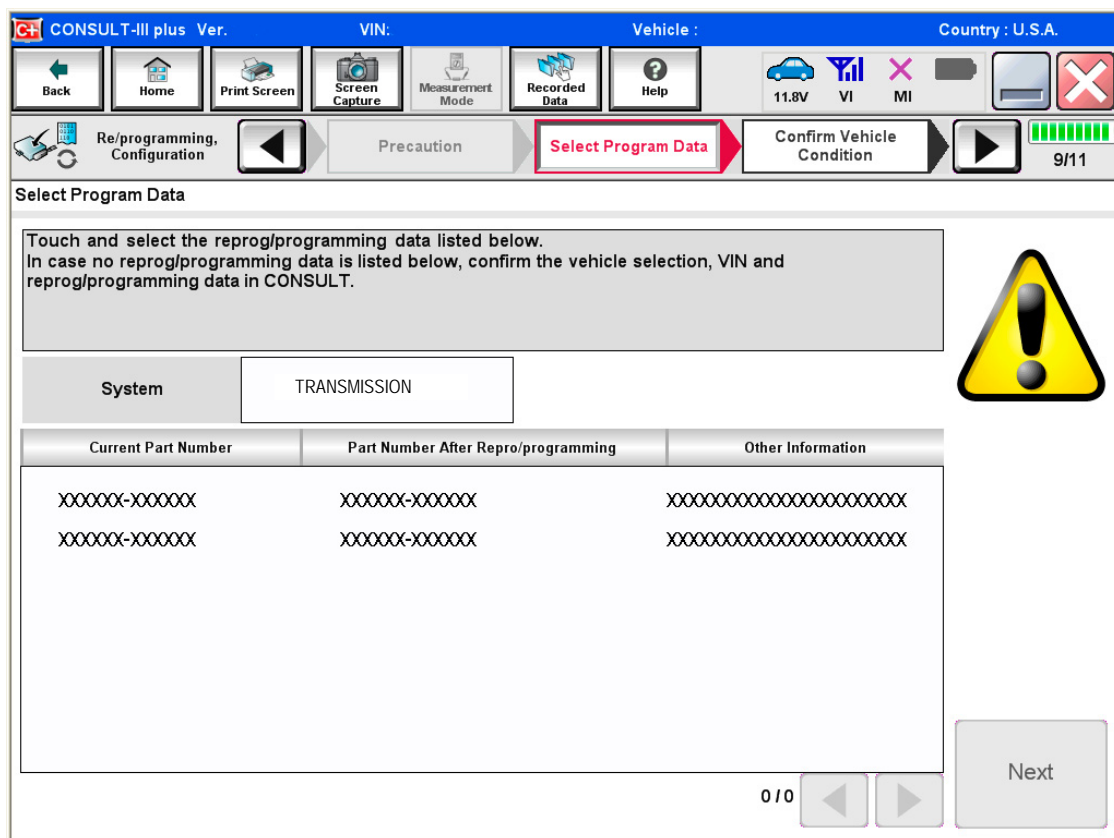 C+ CONSULT-III plus Ver. VIN: Vehicle : Country : U.S.A.
Back
Home
Print Screen
Screen
Capture
Measurement
Mode
Recorded
Data
Help
11.8V VI MI
Re/programming,
Configuration
Precaution
Select Program Data
Confirm Vehicle
Condition
9/11
Select Program Data
Touch and select the reprog/programming data listed below.
In case no reprog/programming data is listed below, confirm the vehicle selection, VIN and
reprog/programming data in CONSULT.
System TRANSMISSION
Current Part Number Part Number After Repro/programming Other Information
XXXXXX-XXXXXX XXXXXX-XXXXXX XXXXXXXXXXXXXXXXXXXXX
XXXXXX-XXXXXX XXXXXX-XXXXXX XXXXXXXXXXXXXXXXXXXXX
Next
0/0